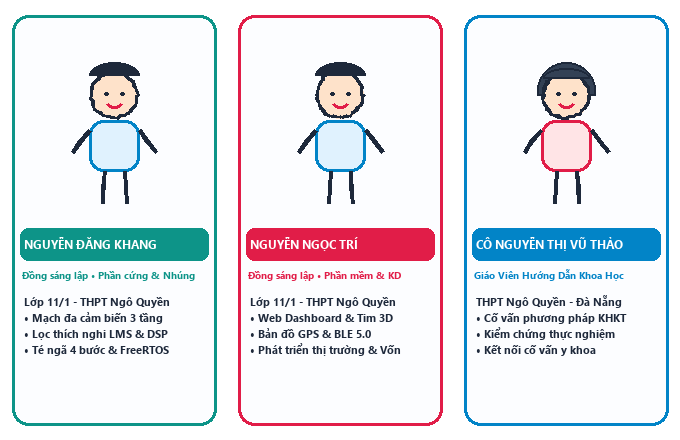 NGUYỄN ĐĂNG KHANG
Đồng sáng lập • Phần cứng & Nhúng
Lớp 11/1 - THPT Ngô Quyền
• Mạch đa cảm biến 3 tầng
• Lọc thích nghi LMS & DSP
• Té ngã 4 bước & FreeRTOS
NGUYỄN NGỌC TRÍ
Đồng sáng lập • Phần mềm & KD
Lớp 11/1 - THPT Ngô Quyền
• Web Dashboard & Tim 3D
• Bản đồ GPS & BLE 5.0
• Phát triển thị trường & Vốn
CÔ NGUYỄN THỊ VŨ THẢO
Giáo Viên Hướng Dẫn Khoa Học
THPT Ngô Quyền - Đà Nẵng
• Cố vấn phương pháp KHKT
• Kiểm chứng thực nghiệm
• Kết nối cố vấn y khoa